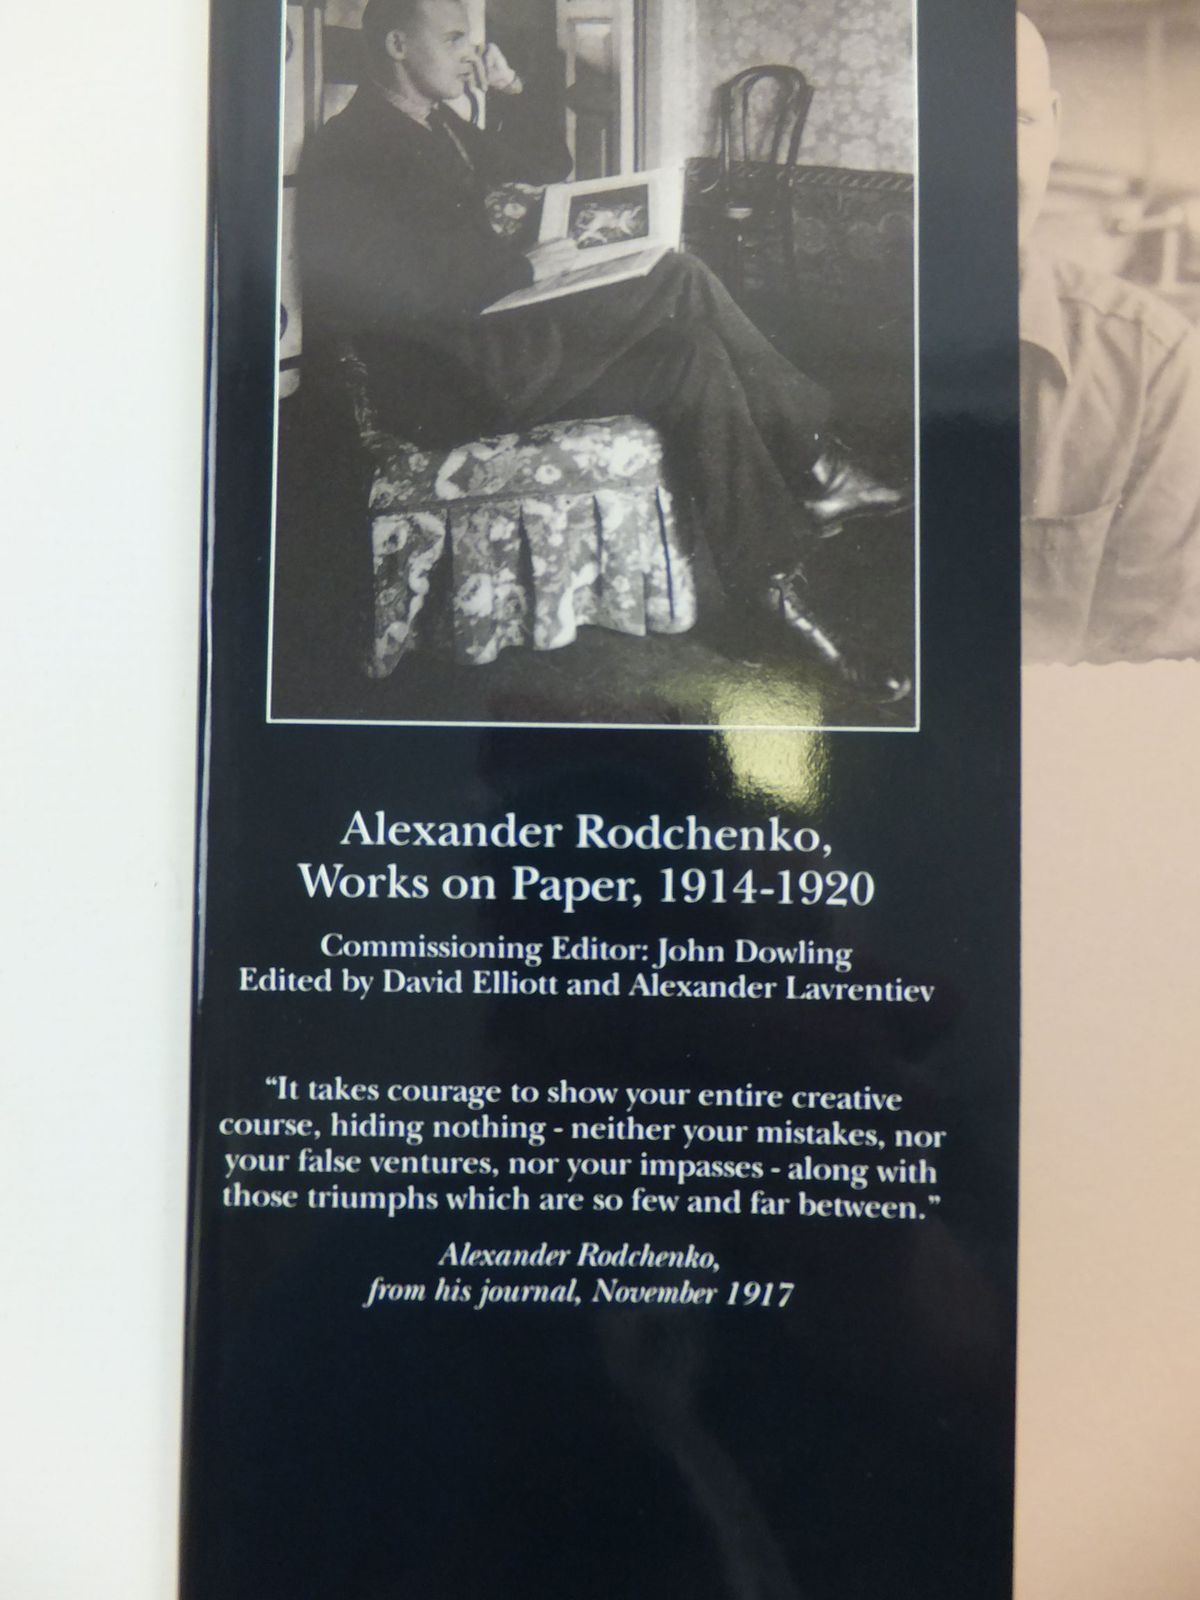 Alexander Rodchenko,
Works on Paper, 1914-1920
Commissioning Editor: John Dowling
Edited by David Elliott and Alexander Lavrentiev
“It takes courage to show your entire creative
course, hiding nothing - neither your mistakes, nor
your false ventures, nor your impasses - along with
those triumphs which are so few and far between.”
Alexander Rodchenko,
from his journal, November 1917